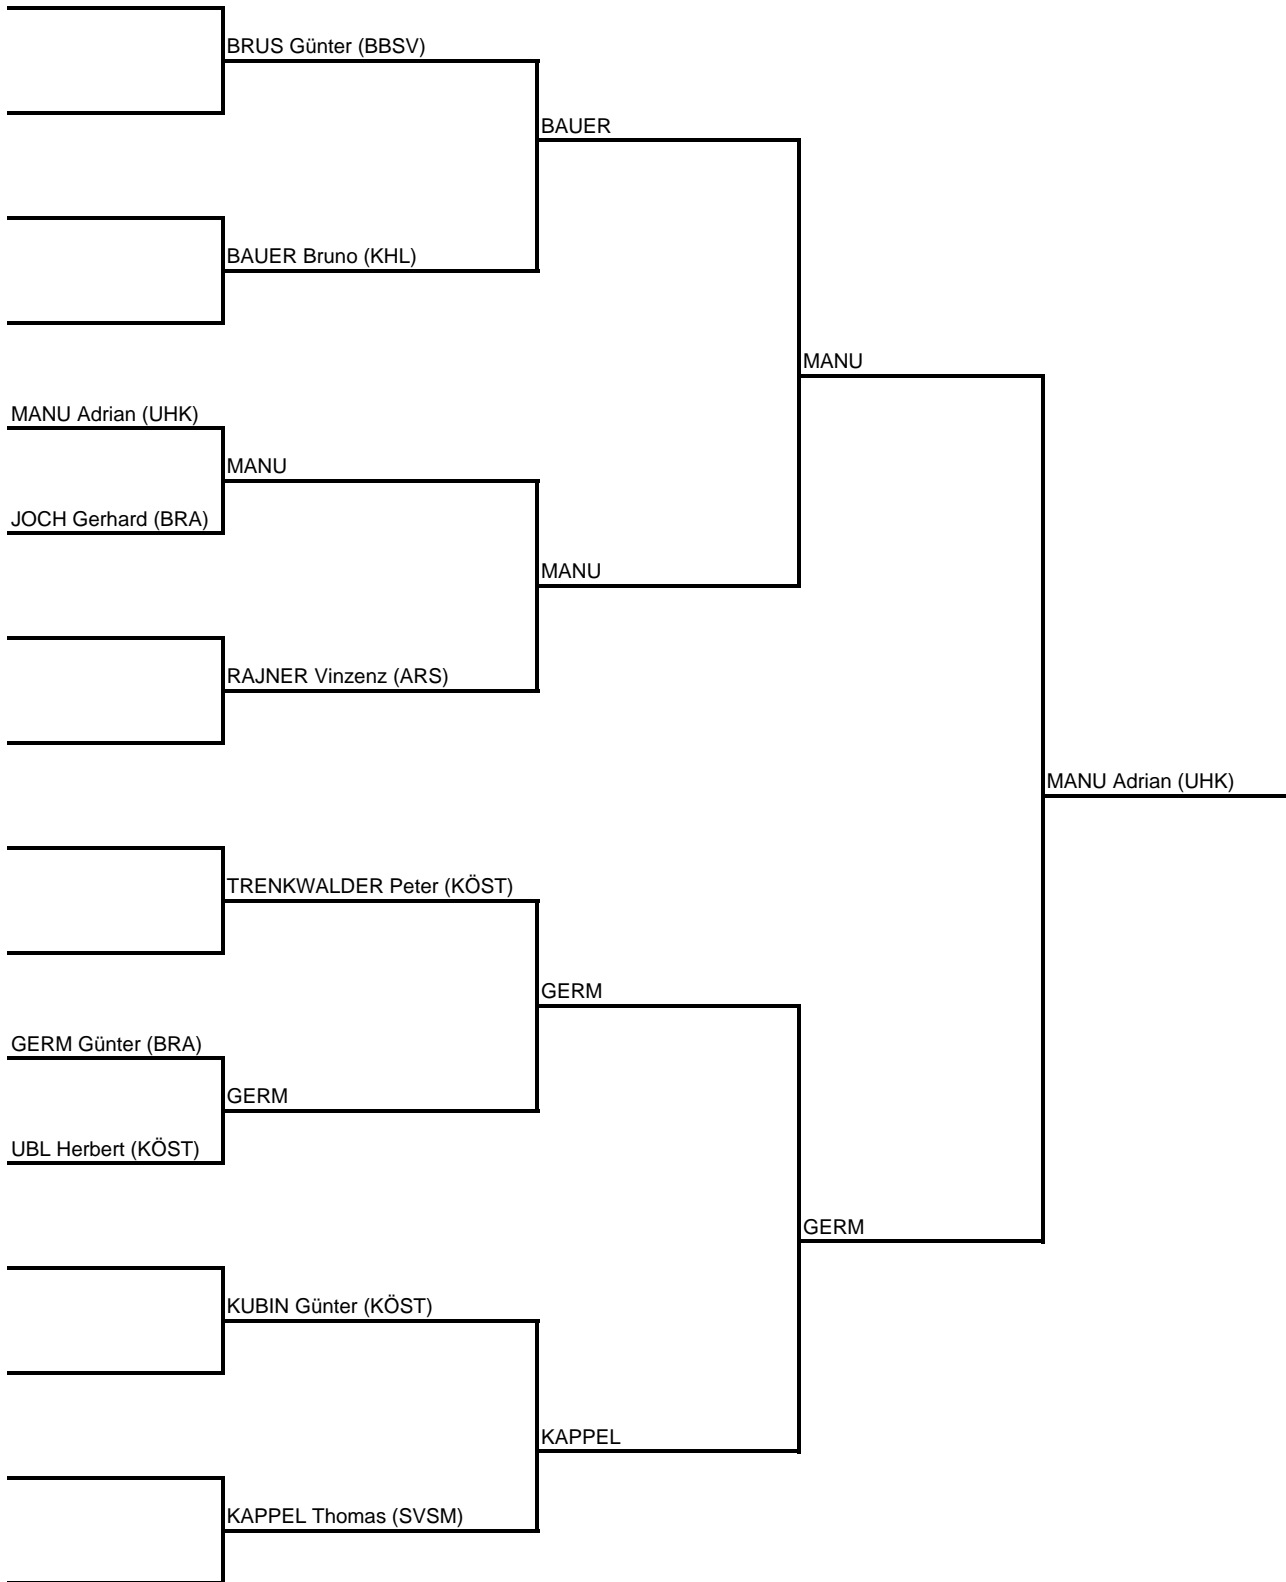 BRUS Günter (BBSV)
BAUER
BAUER Bruno (KHL)
MANU
MANU Adrian (UHK)
MANU
JOCH Gerhard (BRA)
MANU
RAJNER Vinzenz (ARS)
MANU Adrian (UHK)
TRENKWALDER Peter (KÖST)
GERM
GERM Günter (BRA)
GERM
UBL Herbert (KÖST)
GERM
KUBIN Günter (KÖST)
KAPPEL
KAPPEL Thomas (SVSM)